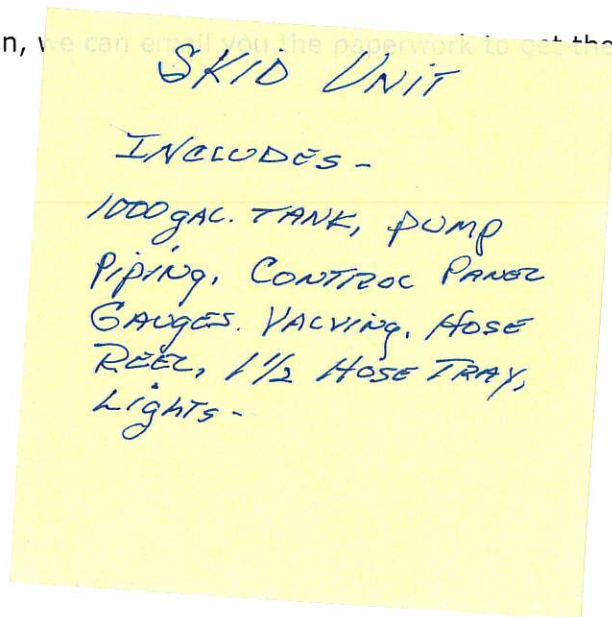 n, we can email you the paperwork to get the
SKID UNIT
INCLUDES -
1000 gAL. TANK, PUMP
PiPiNg, CONTROL PANEL
GAUGES. VALVINg, HOSE
REEL, 1 1/2 HOSE TRAY,
LigHTS -